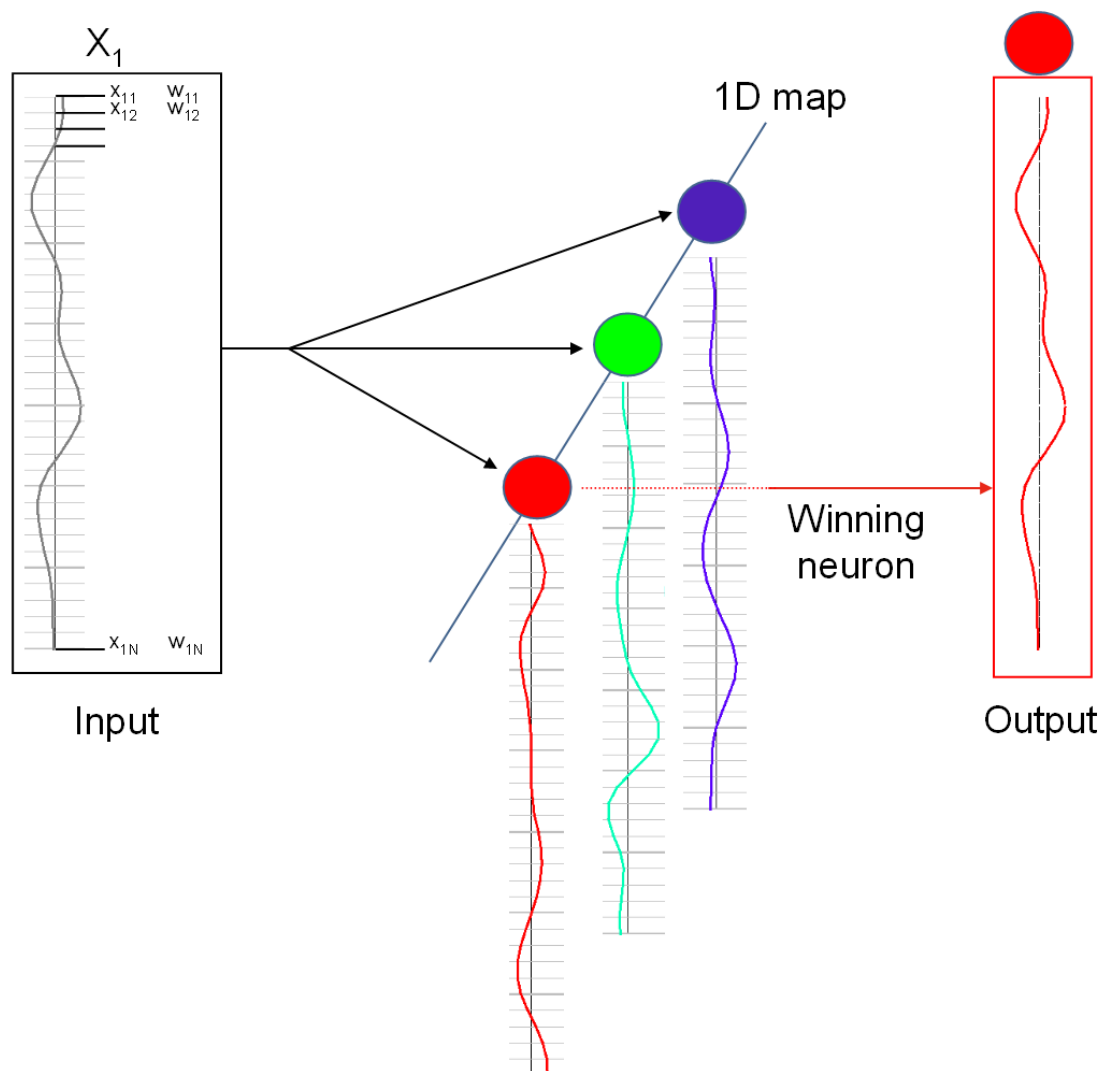 X₁
x₁₁ w₁₁
x₁₂ w₁₂
x₁N w₁N
Input
1D map
Winning
neuron
Output